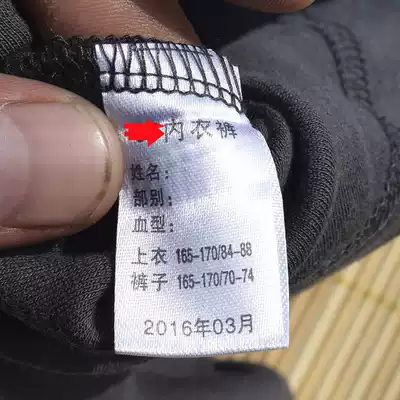 内衣裤
姓名：
部别：
血型：
上衣 165-170/84-88
裤子 165-170/70-74
2016年03月